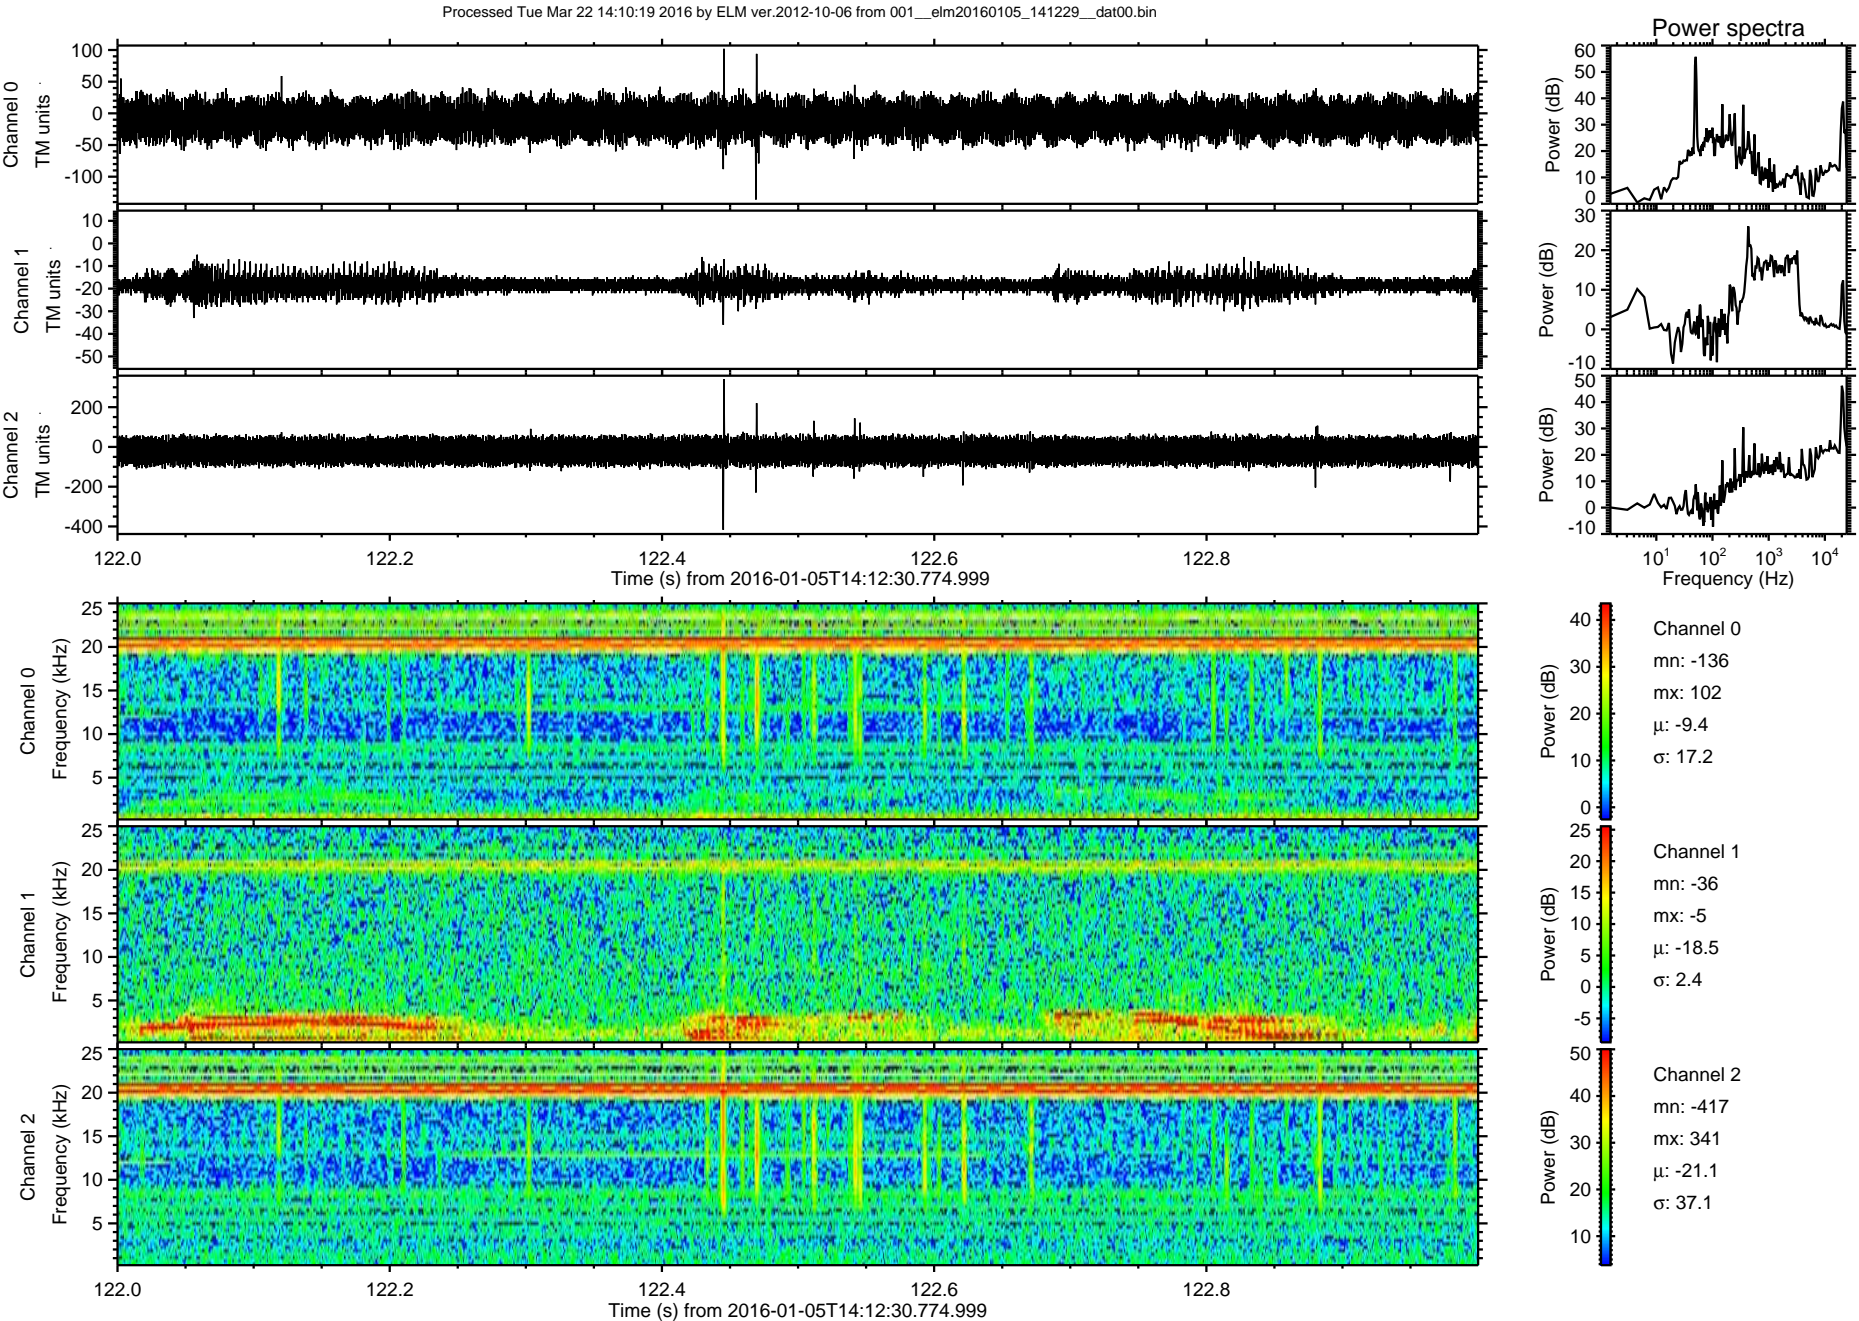 Processed Tue Mar 22 14:10:19 2016 by ELM ver.2012-10-06 from 001__elm20160105_141229__dat00.bin
Power spectra
Channel 0
TM units
100
50
0
-50
-100
Power (dB)
60
50
40
30
20
10
0
Channel 1
TM units
10
0
-10
-20
-30
-40
-50
Power (dB)
30
20
10
0
-10
Channel 2
TM units
200
0
-200
-400
Power (dB)
50
40
30
20
10
0
-10
122.0 122.2 122.4 122.6 122.8
Time (s) from 2016-01-05T14:12:30.774.999
10^1 10^2 10^3 10^4
Frequency (Hz)
Channel 0
Frequency (kHz)
25
20
15
10
5
Power (dB)
40
30
20
10
0
Channel 0
mn: -136
mx: 102
μ: -9.4
σ: 17.2
Channel 1
Frequency (kHz)
25
20
15
10
5
Power (dB)
25
20
15
10
5
0
-5
Channel 1
mn: -36
mx: -5
μ: -18.5
σ: 2.4
Channel 2
Frequency (kHz)
25
20
15
10
5
Power (dB)
50
40
30
20
10
Channel 2
mn: -417
mx: 341
μ: -21.1
σ: 37.1
122.0 122.2 122.4 122.6 122.8
Time (s) from 2016-01-05T14:12:30.774.999